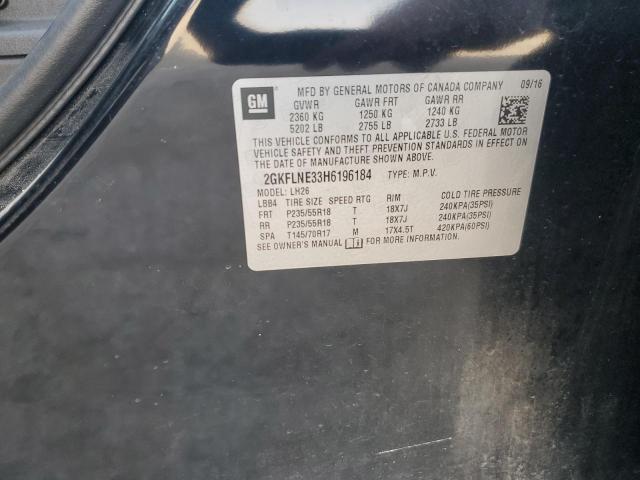 GM
MFD BY GENERAL MOTORS OF CANADA COMPANY 09/16
GVWR GAWR FRT GAWR RR
2360 KG 1250 KG 1240 KG
5202 LB 2755 LB 2733 LB
THIS VEHICLE CONFORMS TO ALL APPLICABLE U.S. FEDERAL MOTOR
VEHICLE SAFETY AND THEFT PREVENTION STANDARDS IN EFFECT ON
THE DATE OF MANUFACTURE SHOWN ABOVE.
2GKFLNE33H6196184 TYPE: M.P.V.
MODEL: LH26
LBB4 TIRE SIZE SPEED RTG RIM COLD TIRE PRESSURE
FRT P235/55R18 T 18X7J 240KPA(35PSI)
RR P235/55R18 T 18X7J 240KPA(35PSI)
SPA T145/70R17 M 17X4.5T 420KPA(60PSI)
SEE OWNER'S MANUAL FOR MORE INFORMATION.